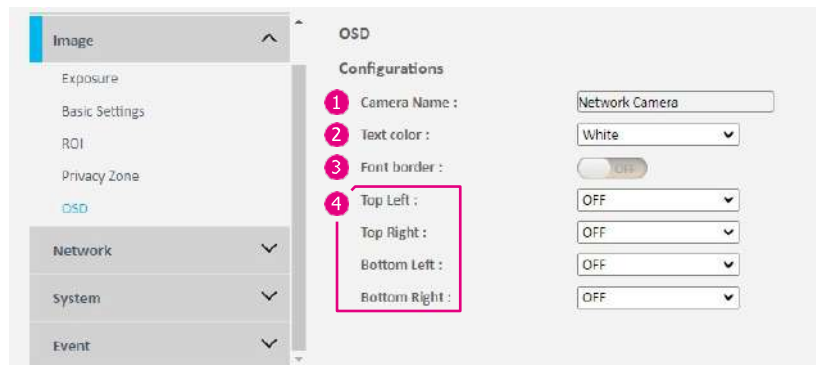 Image
Exposure
Basic Settings
ROI
Privacy Zone
OSD
Network
System
Event
OSD
Configurations
1 Camera Name : Network Camera
2 Text color : White
3 Font border : OFF
4 Top Left : OFF
Top Right : OFF
Bottom Left : OFF
Bottom Right : OFF